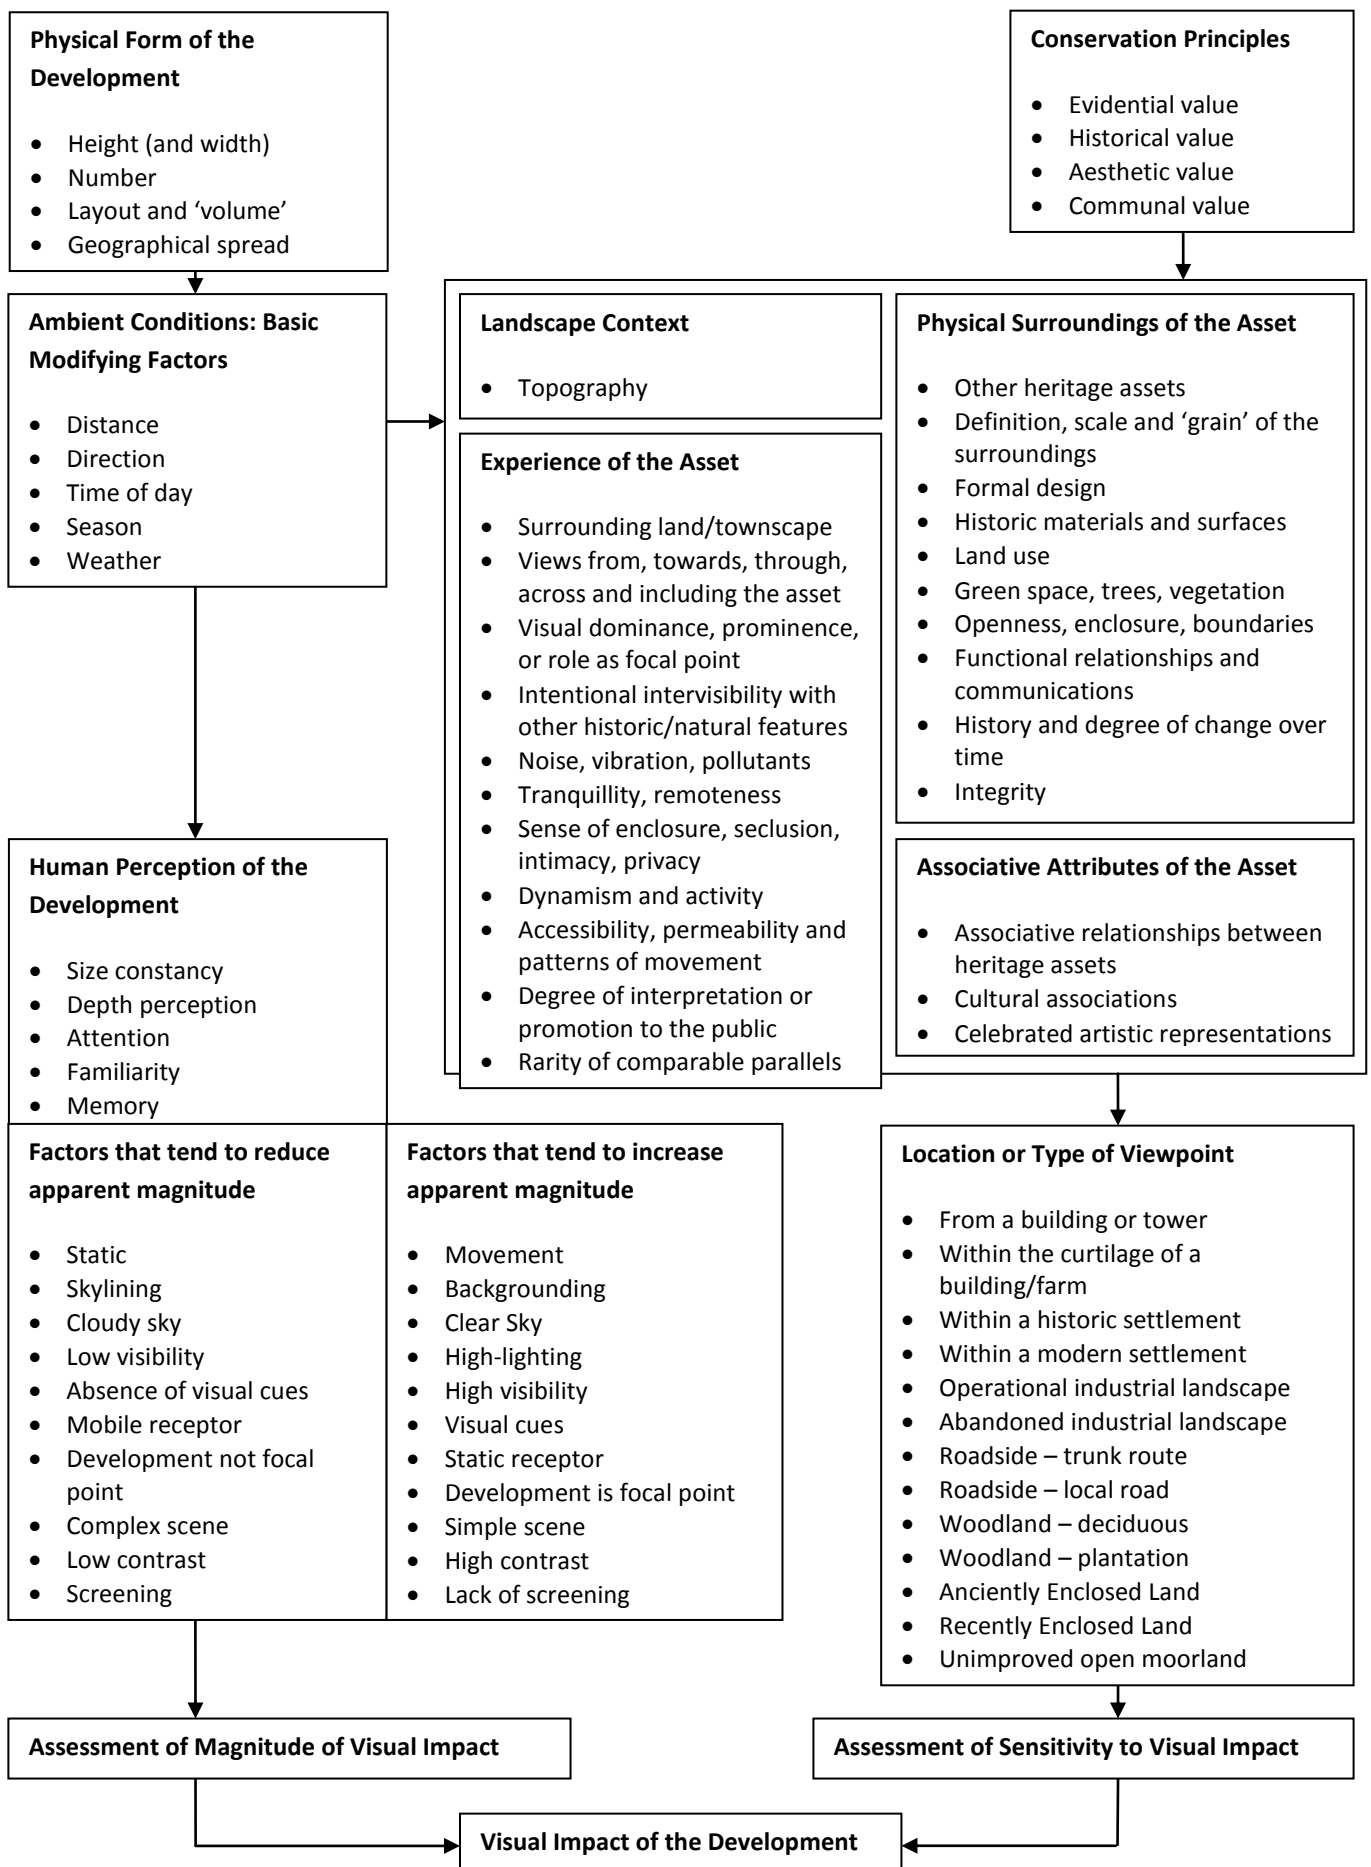 Physical Form of the
Development
• Height (and width)
• Number
• Layout and ‘volume’
• Geographical spread
Conservation Principles
• Evidential value
• Historical value
• Aesthetic value
• Communal value
Ambient Conditions: Basic
Modifying Factors
• Distance
• Direction
• Time of day
• Season
• Weather
Landscape Context
• Topography
Experience of the Asset
• Surrounding land/townscape
• Views from, towards, through,
across and including the asset
• Visual dominance, prominence,
or role as focal point
• Intentional intervisibility with
other historic/natural features
• Noise, vibration, pollutants
• Tranquillity, remoteness
• Sense of enclosure, seclusion,
intimacy, privacy
• Dynamism and activity
• Accessibility, permeability and
patterns of movement
• Degree of interpretation or
promotion to the public
• Rarity of comparable parallels
Physical Surroundings of the Asset
• Other heritage assets
• Definition, scale and ‘grain’ of the
surroundings
• Formal design
• Historic materials and surfaces
• Land use
• Green space, trees, vegetation
• Openness, enclosure, boundaries
• Functional relationships and
communications
• History and degree of change over
time
• Integrity
Associative Attributes of the Asset
• Associative relationships between
heritage assets
• Cultural associations
• Celebrated artistic representations
Human Perception of the
Development
• Size constancy
• Depth perception
• Attention
• Familiarity
• Memory
Factors that tend to reduce
apparent magnitude
• Static
• Skylining
• Cloudy sky
• Low visibility
• Absence of visual cues
• Mobile receptor
• Development not focal
point
• Complex scene
• Low contrast
• Screening
Factors that tend to increase
apparent magnitude
• Movement
• Backgrounding
• Clear Sky
• High-lighting
• High visibility
• Visual cues
• Static receptor
• Development is focal point
• Simple scene
• High contrast
• Lack of screening
Location or Type of Viewpoint
• From a building or tower
• Within the curtilage of a
building/farm
• Within a historic settlement
• Within a modern settlement
• Operational industrial landscape
• Abandoned industrial landscape
• Roadside – trunk route
• Roadside – local road
• Woodland – deciduous
• Woodland – plantation
• Anciently Enclosed Land
• Recently Enclosed Land
• Unimproved open moorland
Assessment of Magnitude of Visual Impact
Assessment of Sensitivity to Visual Impact
Visual Impact of the Development